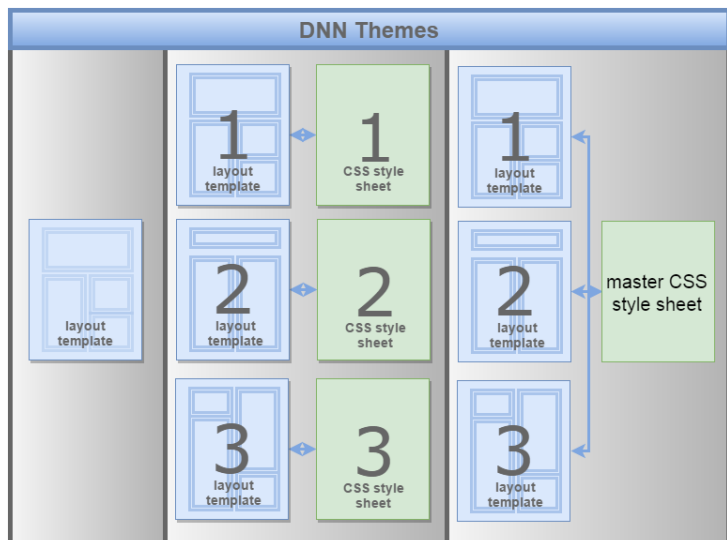 DNN Themes
layout
template
1
layout
template
1
CSS style
sheet
2
layout
template
2
CSS style
sheet
3
layout
template
3
CSS style
sheet
1
layout
template
2
layout
template
3
layout
template
master CSS
style sheet